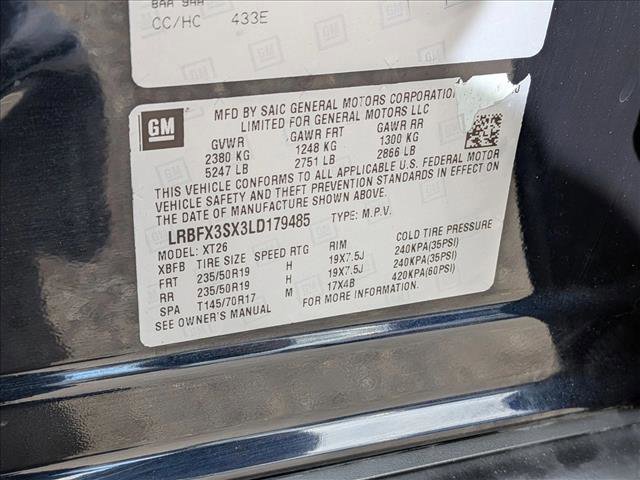 CC/HC 433E
GM
MFD BY SAIC GENERAL MOTORS CORPORATION
LIMITED FOR GENERAL MOTORS LLC
GVWR GAWR FRT GAWR RR
2380 KG 1248 KG 1300 KG
5247 LB 2751 LB 2866 LB
THIS VEHICLE CONFORMS TO ALL APPLICABLE U.S. FEDERAL MOTOR
VEHICLE SAFETY AND THEFT PREVENTION STANDARDS IN EFFECT ON
THE DATE OF MANUFACTURE SHOWN ABOVE.
LRBFX3SX3LD179485 TYPE: M.P.V.
MODEL: XT26
XBFB TIRE SIZE SPEED RTG RIM COLD TIRE PRESSURE
FRT 235/50R19 H 19X7.5J 240KPA(35PSI)
RR 235/50R19 H 19X7.5J 240KPA(35PSI)
SPA T145/70R17 M 17X4B 420KPA(60PSI)
SEE OWNER'S MANUAL FOR MORE INFORMATION.